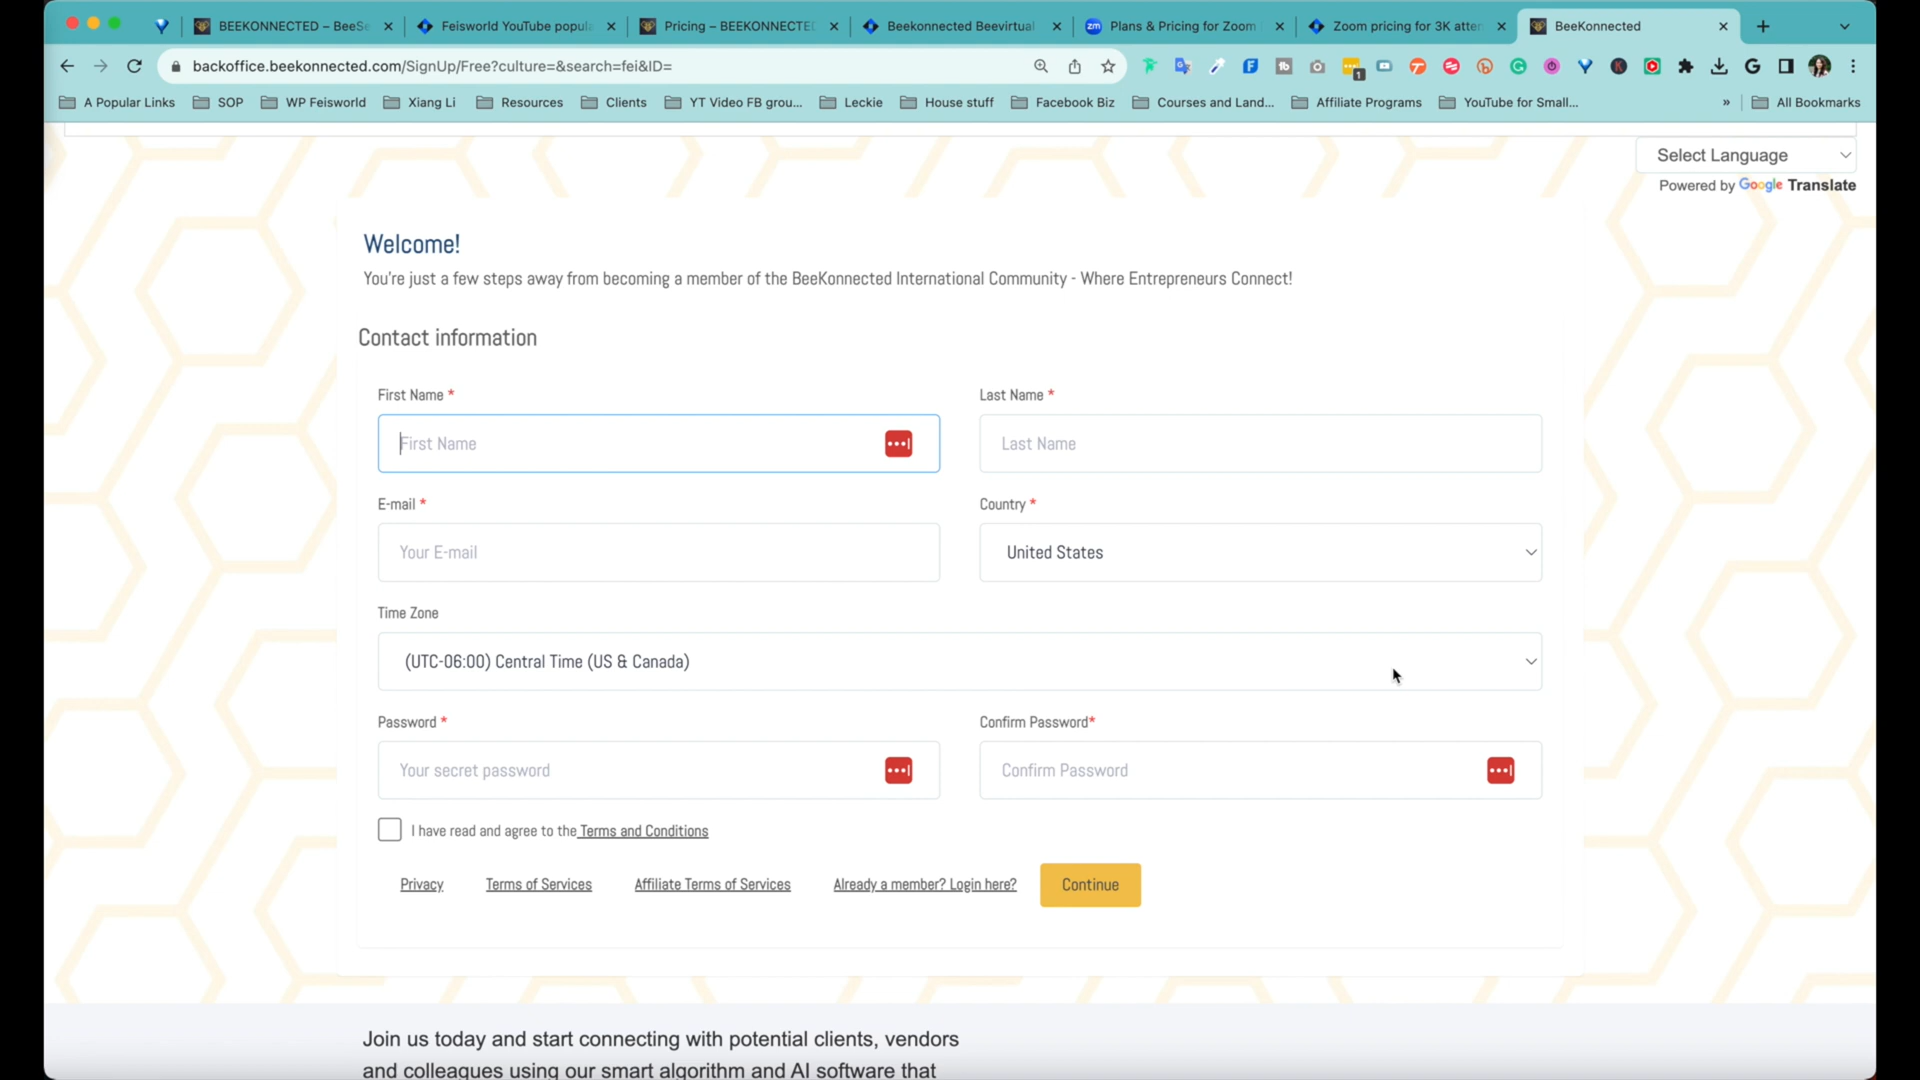 BEEKONNECTED – BeeSe
Feisworld YouTube popula
Pricing – BEEKONNECTED
Beekonnected Beevirtual
zm Plans & Pricing for Zoom
Zoom pricing for 3K atten
BeeKonnected
backoffice.beekonnected.com/SignUp/Free?culture=&search=fei&ID=
A Popular Links
SOP
WP Feisworld
Xiang Li
Resources
Clients
YT Video FB grou...
Leckie
House stuff
Facebook Biz
Courses and Land...
Affiliate Programs
YouTube for Small...
»
All Bookmarks
Select Language
Powered by Google Translate
Welcome!
You're just a few steps away from becoming a member of the BeeKonnected International Community - Where Entrepreneurs Connect!
Contact information
First Name *
Last Name *
First Name
Last Name
E-mail *
Country *
Your E-mail
United States
Time Zone
(UTC-06:00) Central Time (US & Canada)
Password *
Confirm Password*
Your secret password
Confirm Password
I have read and agree to the Terms and Conditions
Privacy
Terms of Services
Affiliate Terms of Services
Already a member? Login here?
Continue
Join us today and start connecting with potential clients, vendors
and colleagues using our smart algorithm and AI software that